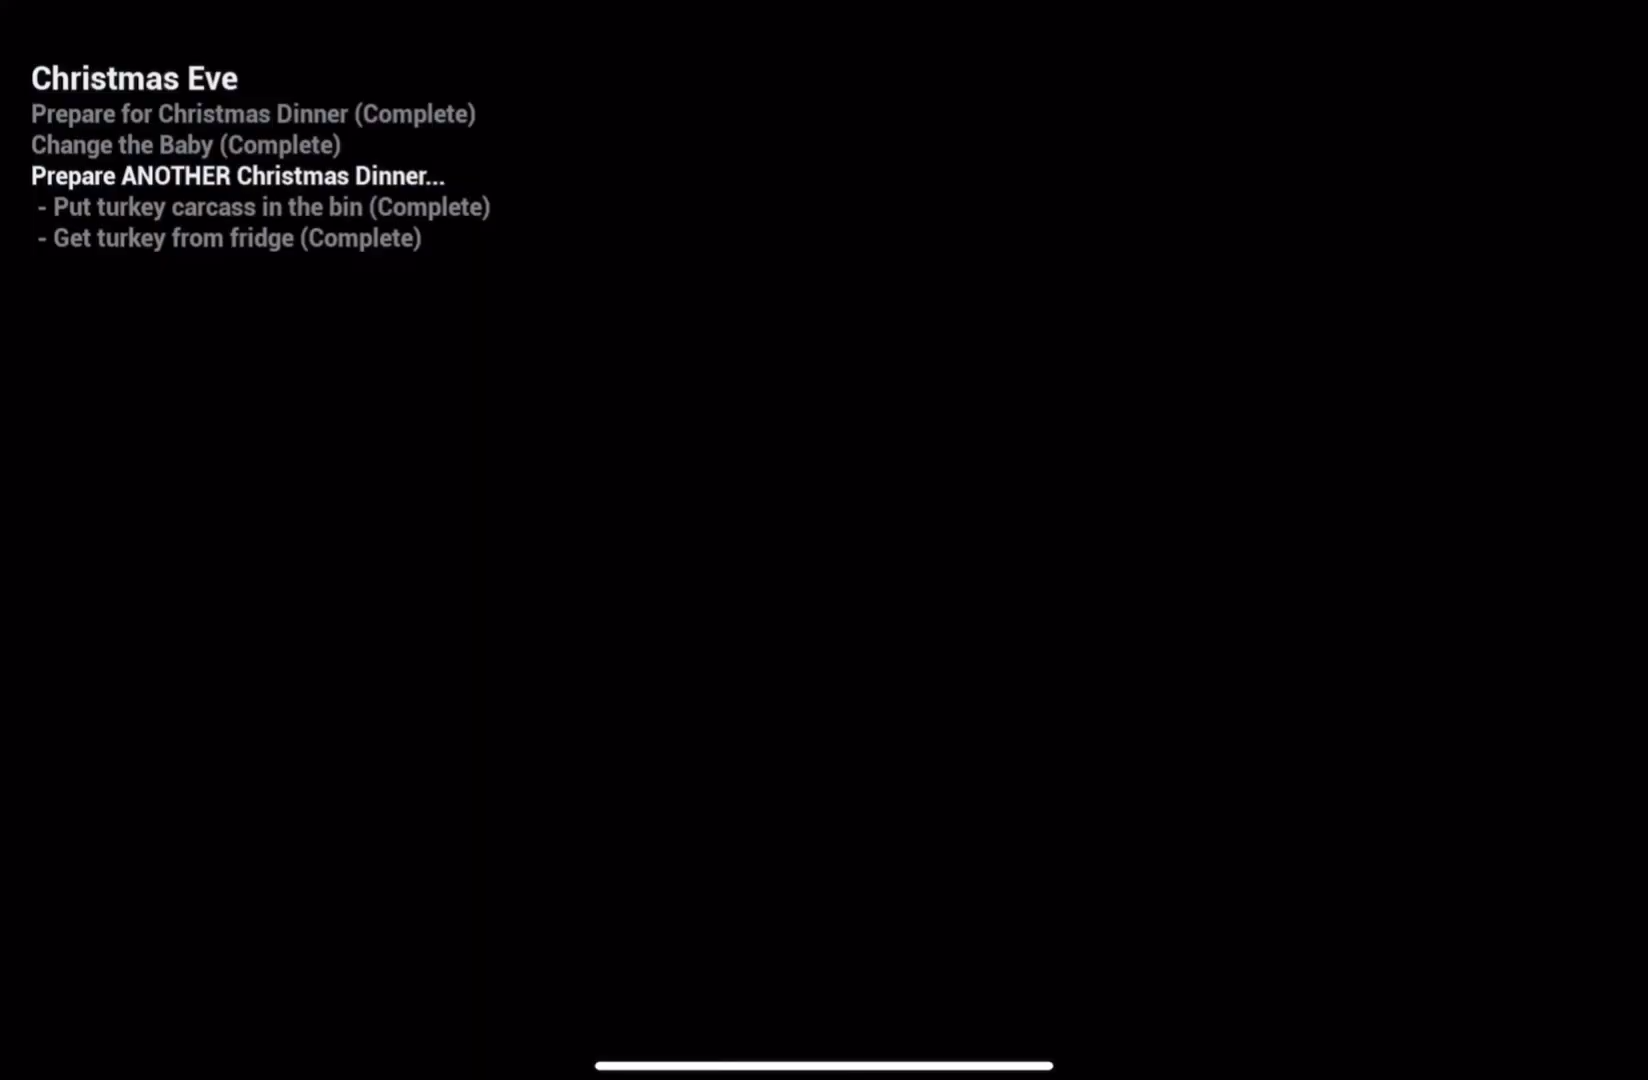 Christmas Eve
Prepare for Christmas Dinner (Complete)
Change the Baby (Complete)
Prepare ANOTHER Christmas Dinner...
- Put turkey carcass in the bin (Complete)
- Get turkey from fridge (Complete)